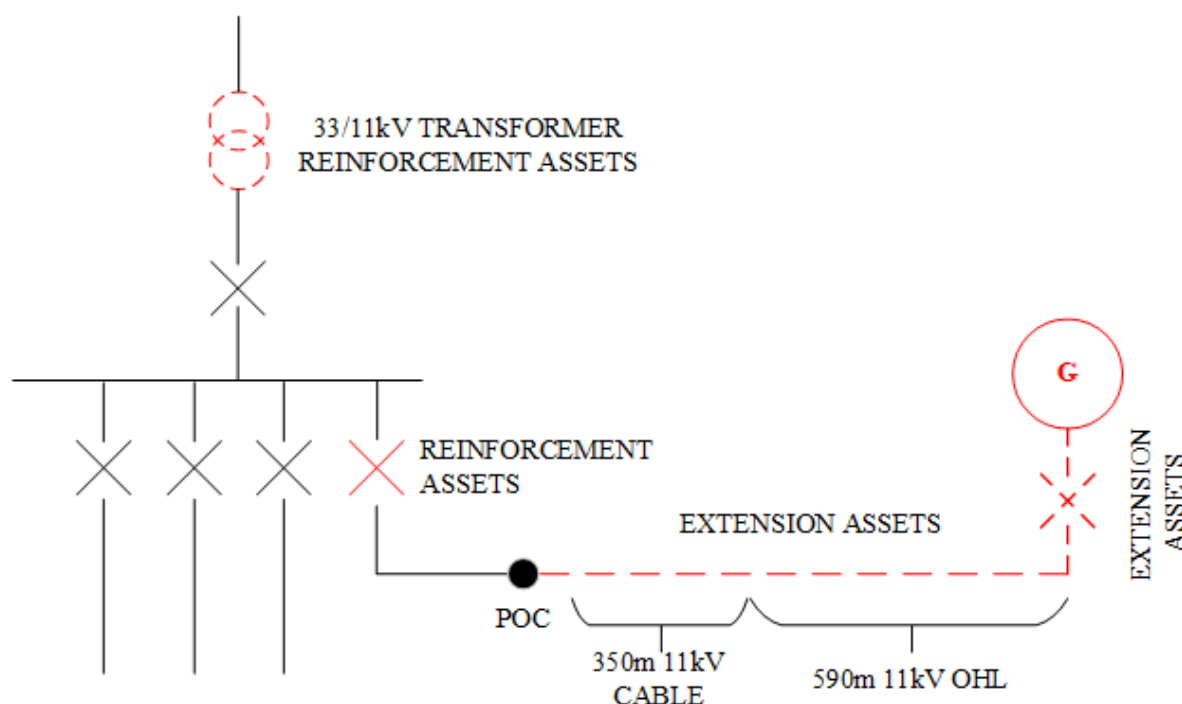 33/11kV TRANSFORMER
REINFORCEMENT ASSETS
G
REINFORCEMENT
ASSETS
EXTENSION ASSETS
EXTENSION
ASSETS
POC
350m 11kV
CABLE
590m 11kV OHL